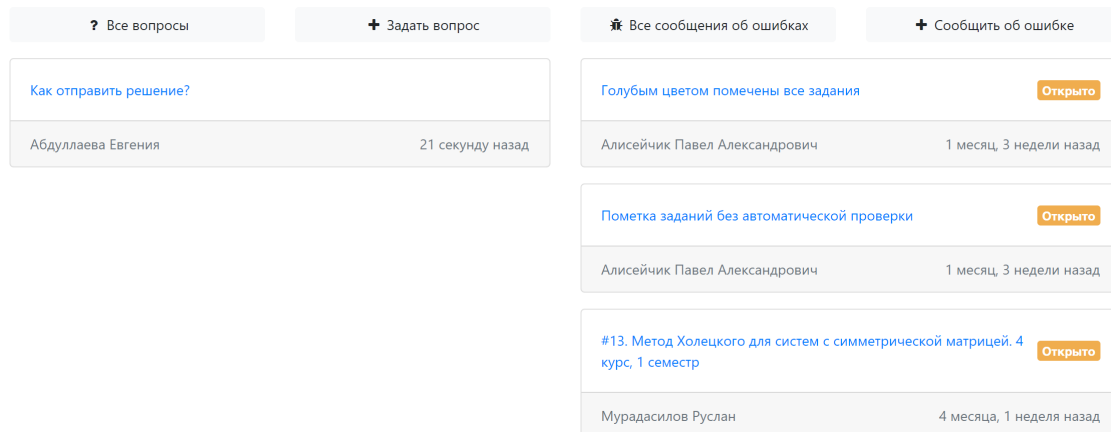 ? Все вопросы
Задать вопрос
Как отправить решение?
Абдуллаева Евгения
21 секунду назад
Все сообщения об ошибках
Сообщить об ошибке
Голубым цветом помечены все задания
Открыто
Алисейчик Павел Александрович
1 месяц, 3 недели назад
Пометка заданий без автоматической проверки
Открыто
Алисейчик Павел Александрович
1 месяц, 3 недели назад
#13. Метод Холецкого для систем с симметрической матрицей. 4
курс, 1 семестр
Открыто
Мурадасилов Руслан
4 месяца, 1 неделя назад